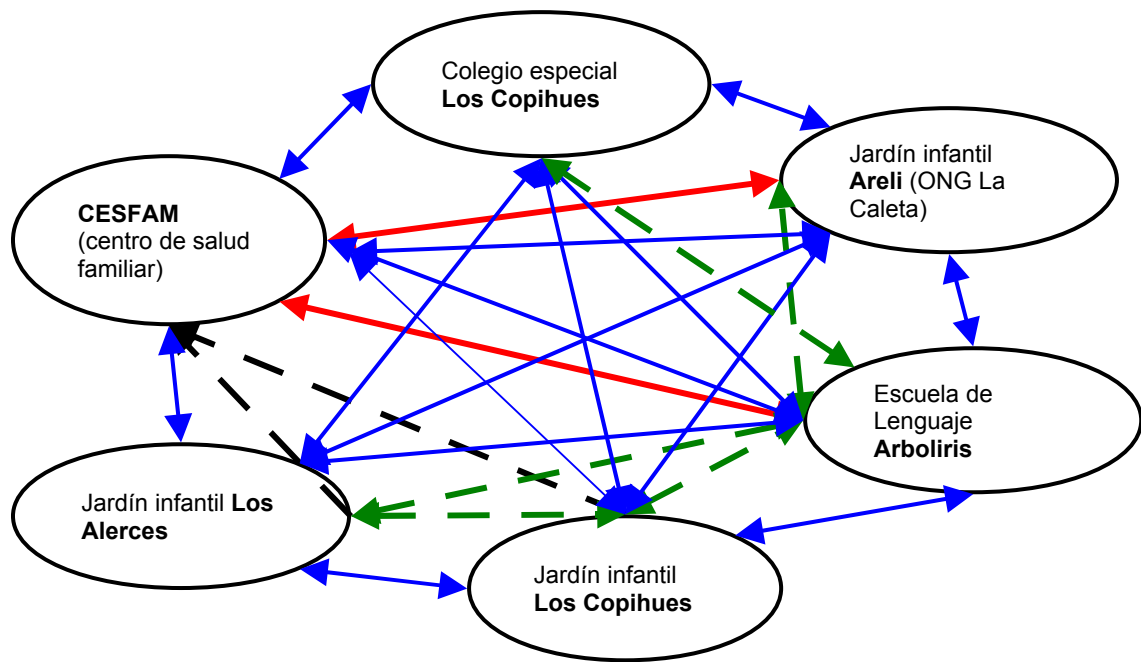 Colegio especial
Los Copihues
Jardín infantil
Areli (ONG La
Caleta)
CESFAM
(centro de salud
familiar)
Escuela de
Lenguaje
Arboliris
Jardín infantil Los
Alerces
Jardín infantil
Los Copihues